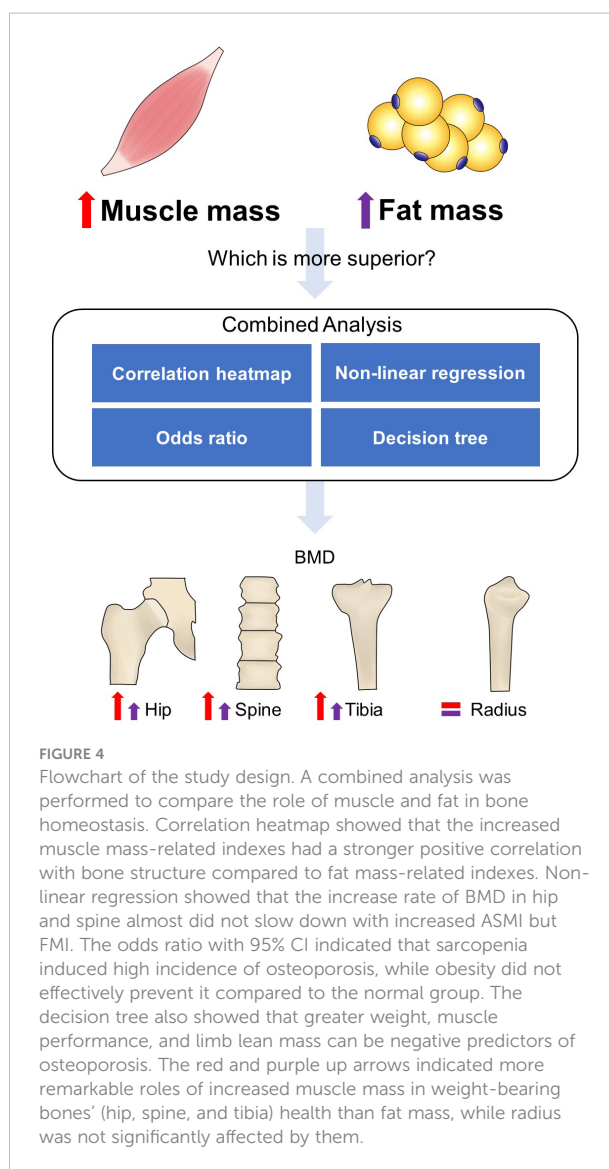 Muscle mass
Fat mass
Which is more superior?
Combined Analysis
Correlation heatmap
Non-linear regression
Odds ratio
Decision tree
BMD
Hip
Spine
Tibia
Radius
FIGURE 4
Flowchart of the study design. A combined analysis was
performed to compare the role of muscle and fat in bone
homeostasis. Correlation heatmap showed that the increased
muscle mass-related indexes had a stronger positive correlation
with bone structure compared to fat mass-related indexes. Non-
linear regression showed that the increase rate of BMD in hip
and spine almost did not slow down with increased ASMI but
FMI. The odds ratio with 95% CI indicated that sarcopenia
induced high incidence of osteoporosis, while obesity did not
effectively prevent it compared to the normal group. The
decision tree also showed that greater weight, muscle
performance, and limb lean mass can be negative predictors of
osteoporosis. The red and purple up arrows indicated more
remarkable roles of increased muscle mass in weight-bearing
bones' (hip, spine, and tibia) health than fat mass, while radius
was not significantly affected by them.